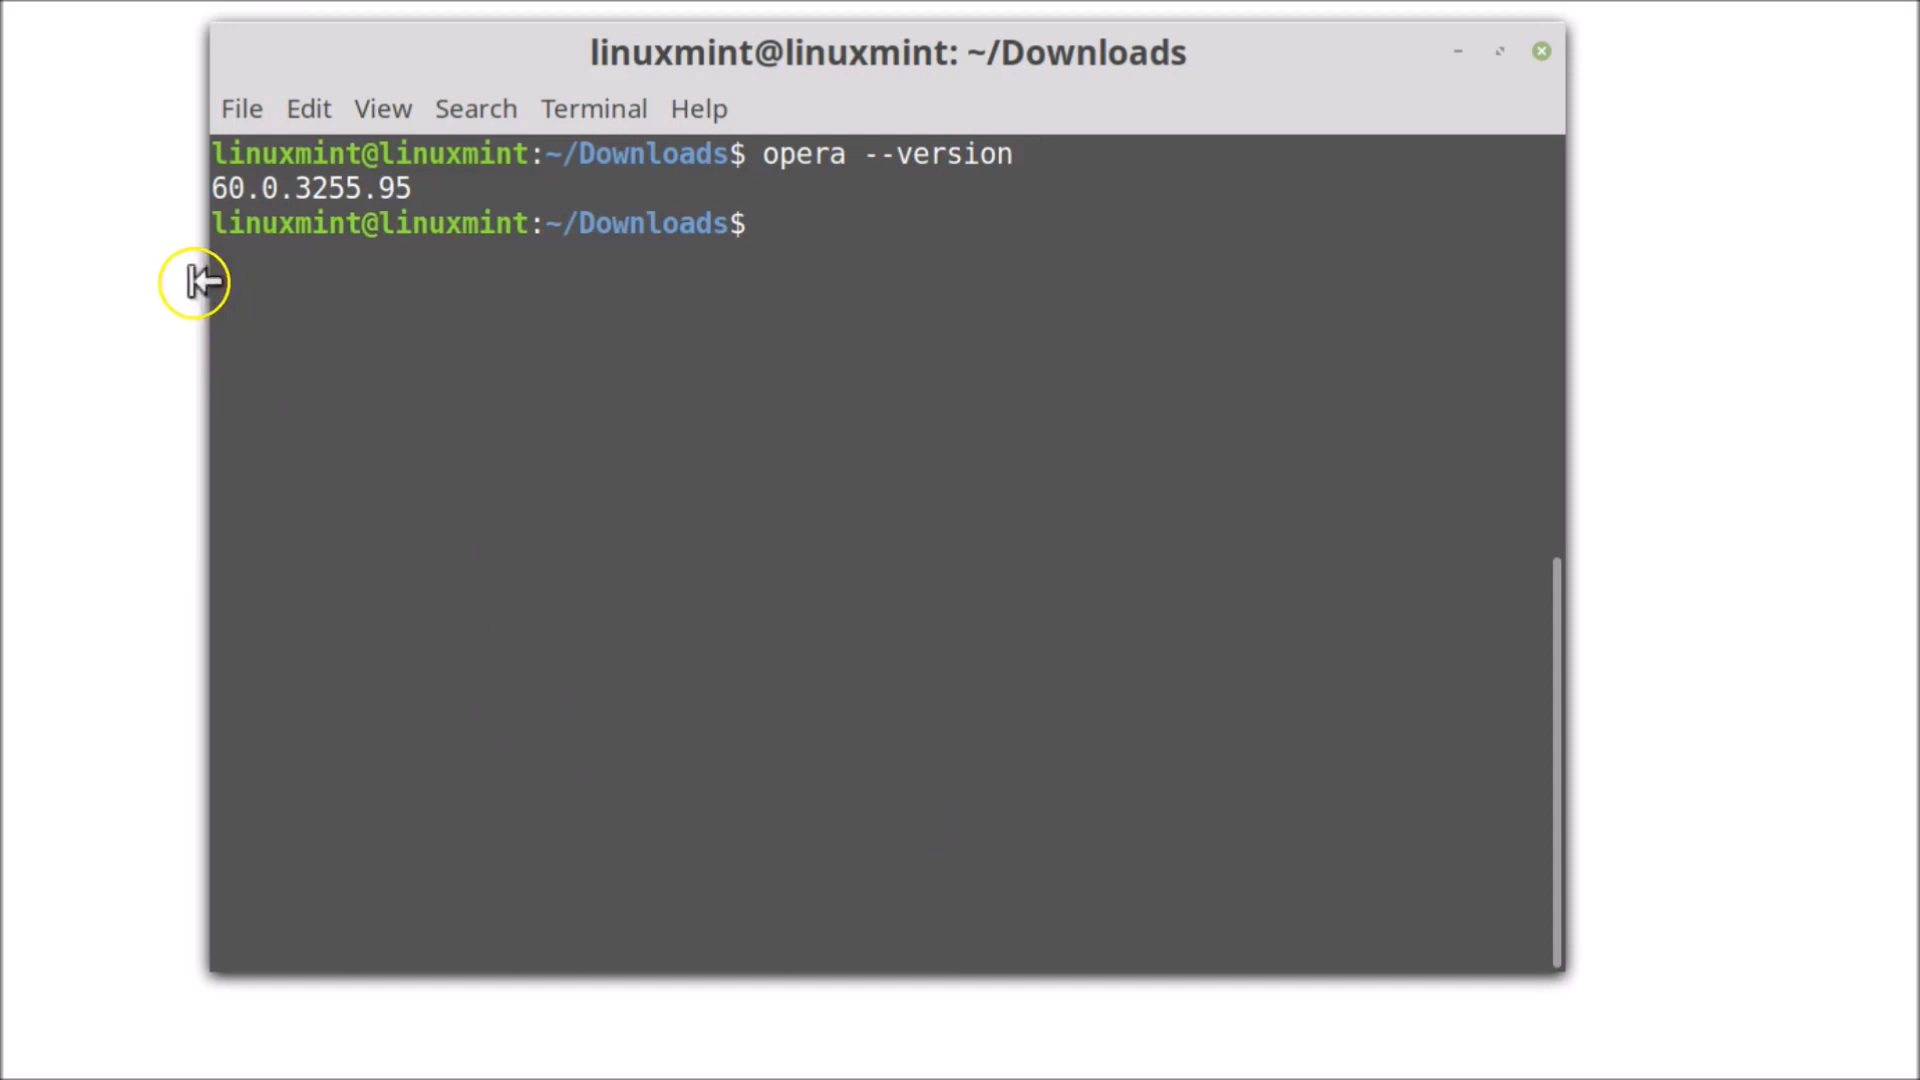 linuxmint@linuxmint: ~/Downloads
File Edit View Search Terminal Help
linuxmint@linuxmint:~/Downloads$ opera --version
60.0.3255.95
linuxmint@linuxmint:~/Downloads$